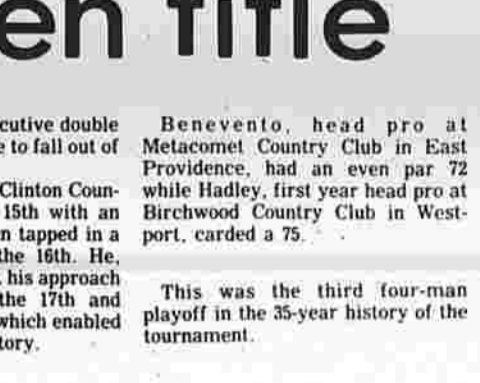 en title
cutive double
e to fall out of
Clinton Coun-
15th with an
n tapped in a
the 16th. He,
his approach
the 17th and
which enabled
tory.
Benevento, head pro at
Metacomet Country Club in East
Providence, had an even par 72
while Hadley, first year head pro at
Birchwood Country Club in West-
port, carded a 75.
This was the third four-man
playoff in the 35-year history of the
tournament.